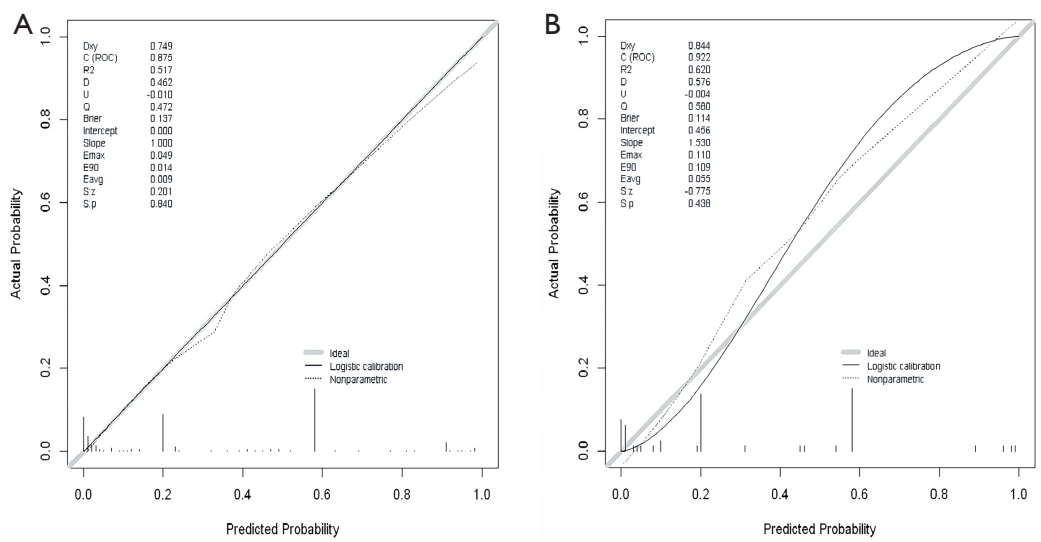 A
Actual Probability
1.0
0.8
0.6
0.4
0.2
0.0
Dxy 0.749
C (ROC) 0.875
R2 0.517
D 0.462
U -0.010
Q 0.472
Brier 0.137
Intercept 0.000
Slope 1.000
Emax 0.049
E90 0.014
Eavg 0.009
S:z 0.201
S:p 0.840
Ideal
Logistic calibration
Nonparametric
0.0 0.2 0.4 0.6 0.8 1.0
Predicted Probability
B
Actual Probability
1.0
0.8
0.6
0.4
0.2
0.0
Dxy 0.844
C (ROC) 0.922
R2 0.620
D 0.576
U -0.004
Q 0.580
Brier 0.114
Intercept 0.456
Slope 1.530
Emax 0.110
E90 0.109
Eavg 0.055
S:z -0.775
S:p 0.438
Ideal
Logistic calibration
Nonparametric
0.0 0.2 0.4 0.6 0.8 1.0
Predicted Probability